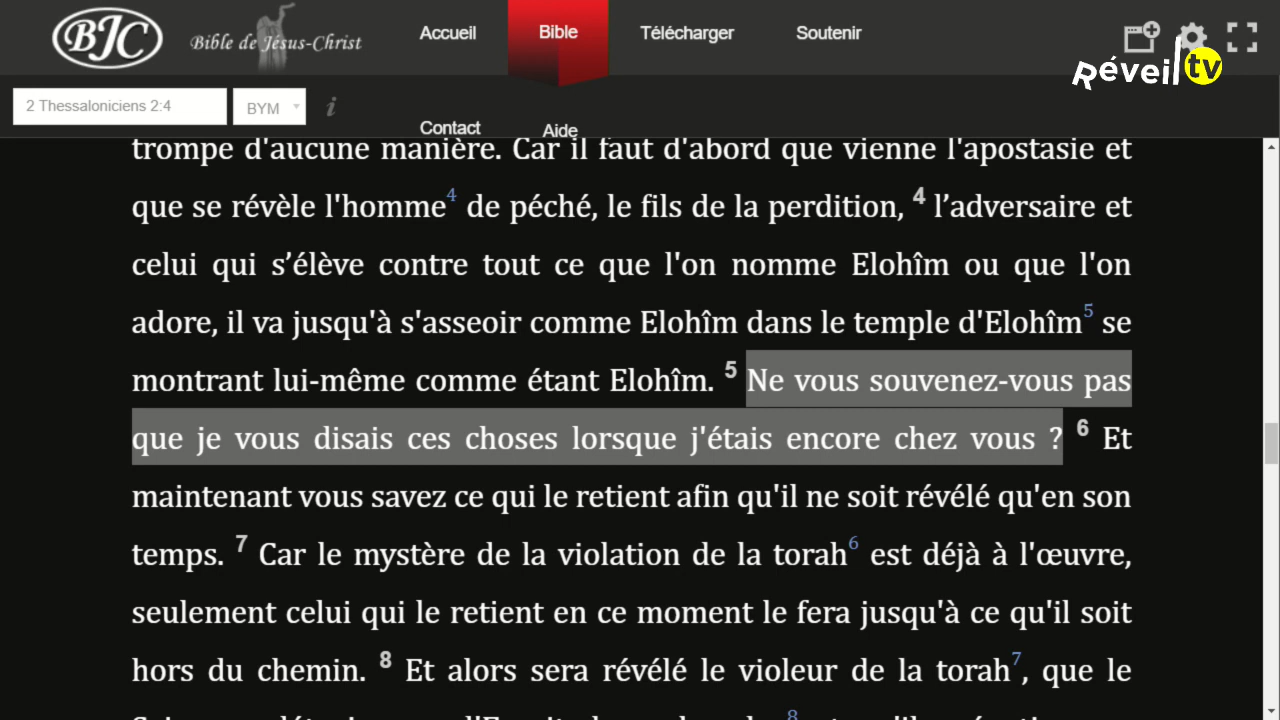 BJC Bible de Jésus-Christ
Accueil Bible Télécharger Soutenir
Réveil tv
2 Thessaloniciens 2:4 BYM i
Contact Aide
trompe d'aucune manière. Car il faut d'abord que vienne l'apostasie et
que se révèle l'homme4 de péché, le fils de la perdition, 4 l’adversaire et
celui qui s’élève contre tout ce que l'on nomme Elohîm ou que l'on
adore, il va jusqu'à s'asseoir comme Elohîm dans le temple d'Elohîm5 se
montrant lui-même comme étant Elohîm. 5 Ne vous souvenez-vous pas
que je vous disais ces choses lorsque j'étais encore chez vous ? 6 Et
maintenant vous savez ce qui le retient afin qu'il ne soit révélé qu'en son
temps. 7 Car le mystère de la violation de la torah6 est déjà à l'œuvre,
seulement celui qui le retient en ce moment le fera jusqu'à ce qu'il soit
hors du chemin. 8 Et alors sera révélé le violeur de la torah7, que le
8